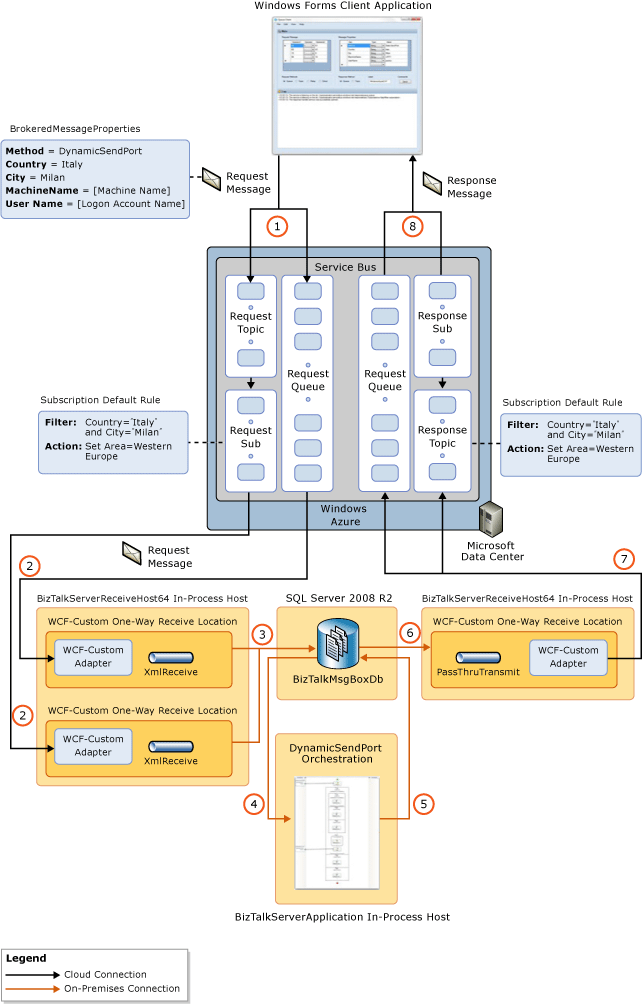 Windows Forms Client Application
BrokeredMessageProperties
Method = DynamicSendPort
Country = Italy
City = Milan
MachineName = [Machine Name]
User Name = [Logon Account Name]
Request
Message
Response
Message
1
8
Service Bus
Request
Topic
Request
Queue
Request
Queue
Response
Sub
Subscription Default Rule
Filter: Country="Italy"
and City="Milan"
Action: Set Area=Western
Europe
Request
Sub
Response
Topic
Subscription Default Rule
Filter: Country="Italy"
and City="Milan"
Action: Set Area=Western
Europe
Windows
Azure
Microsoft
Data Center
Request
Message
2
7
BizTalkServerReceiveHost64 In-Process Host
WCF-Custom One-Way Receive Location
WCF-Custom
Adapter
XmlReceive
2
WCF-Custom One-Way Receive Location
WCF-Custom
Adapter
XmlReceive
3
SQL Server 2008 R2
BizTalkMsgBoxDb
6
BizTalkServerReceiveHost64 In-Process Host
WCF-Custom One-Way Receive Location
PassThruTransmit
WCF-Custom
Adapter
DynamicSendPort
Orchestration
4
5
BizTalkServerApplication In-Process Host
Legend
Cloud Connection
On-Premises Connection